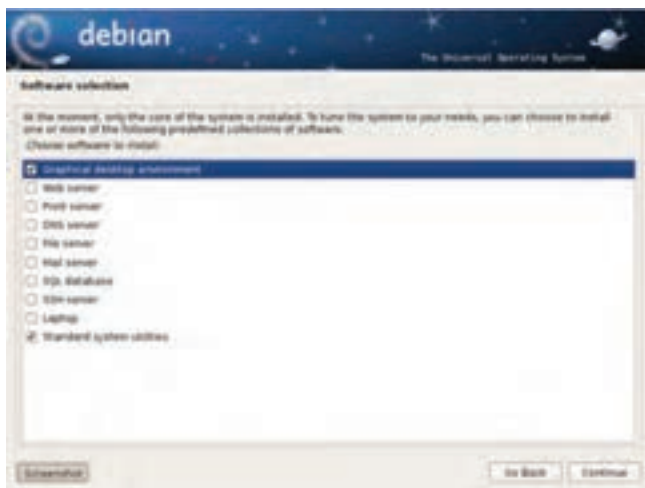 debian
The Universal Operating System
Software selection
At the moment, only the core of the system is installed. To tune the system to your needs, you can choose to install
one or more of the following predefined collections of software.
Choose software to install:
Graphical desktop environment
Web server
Print server
DNS server
File server
Mail server
SQL database
SSH server
Laptop
Standard system utilities
Screenshot
Go Back
Continue